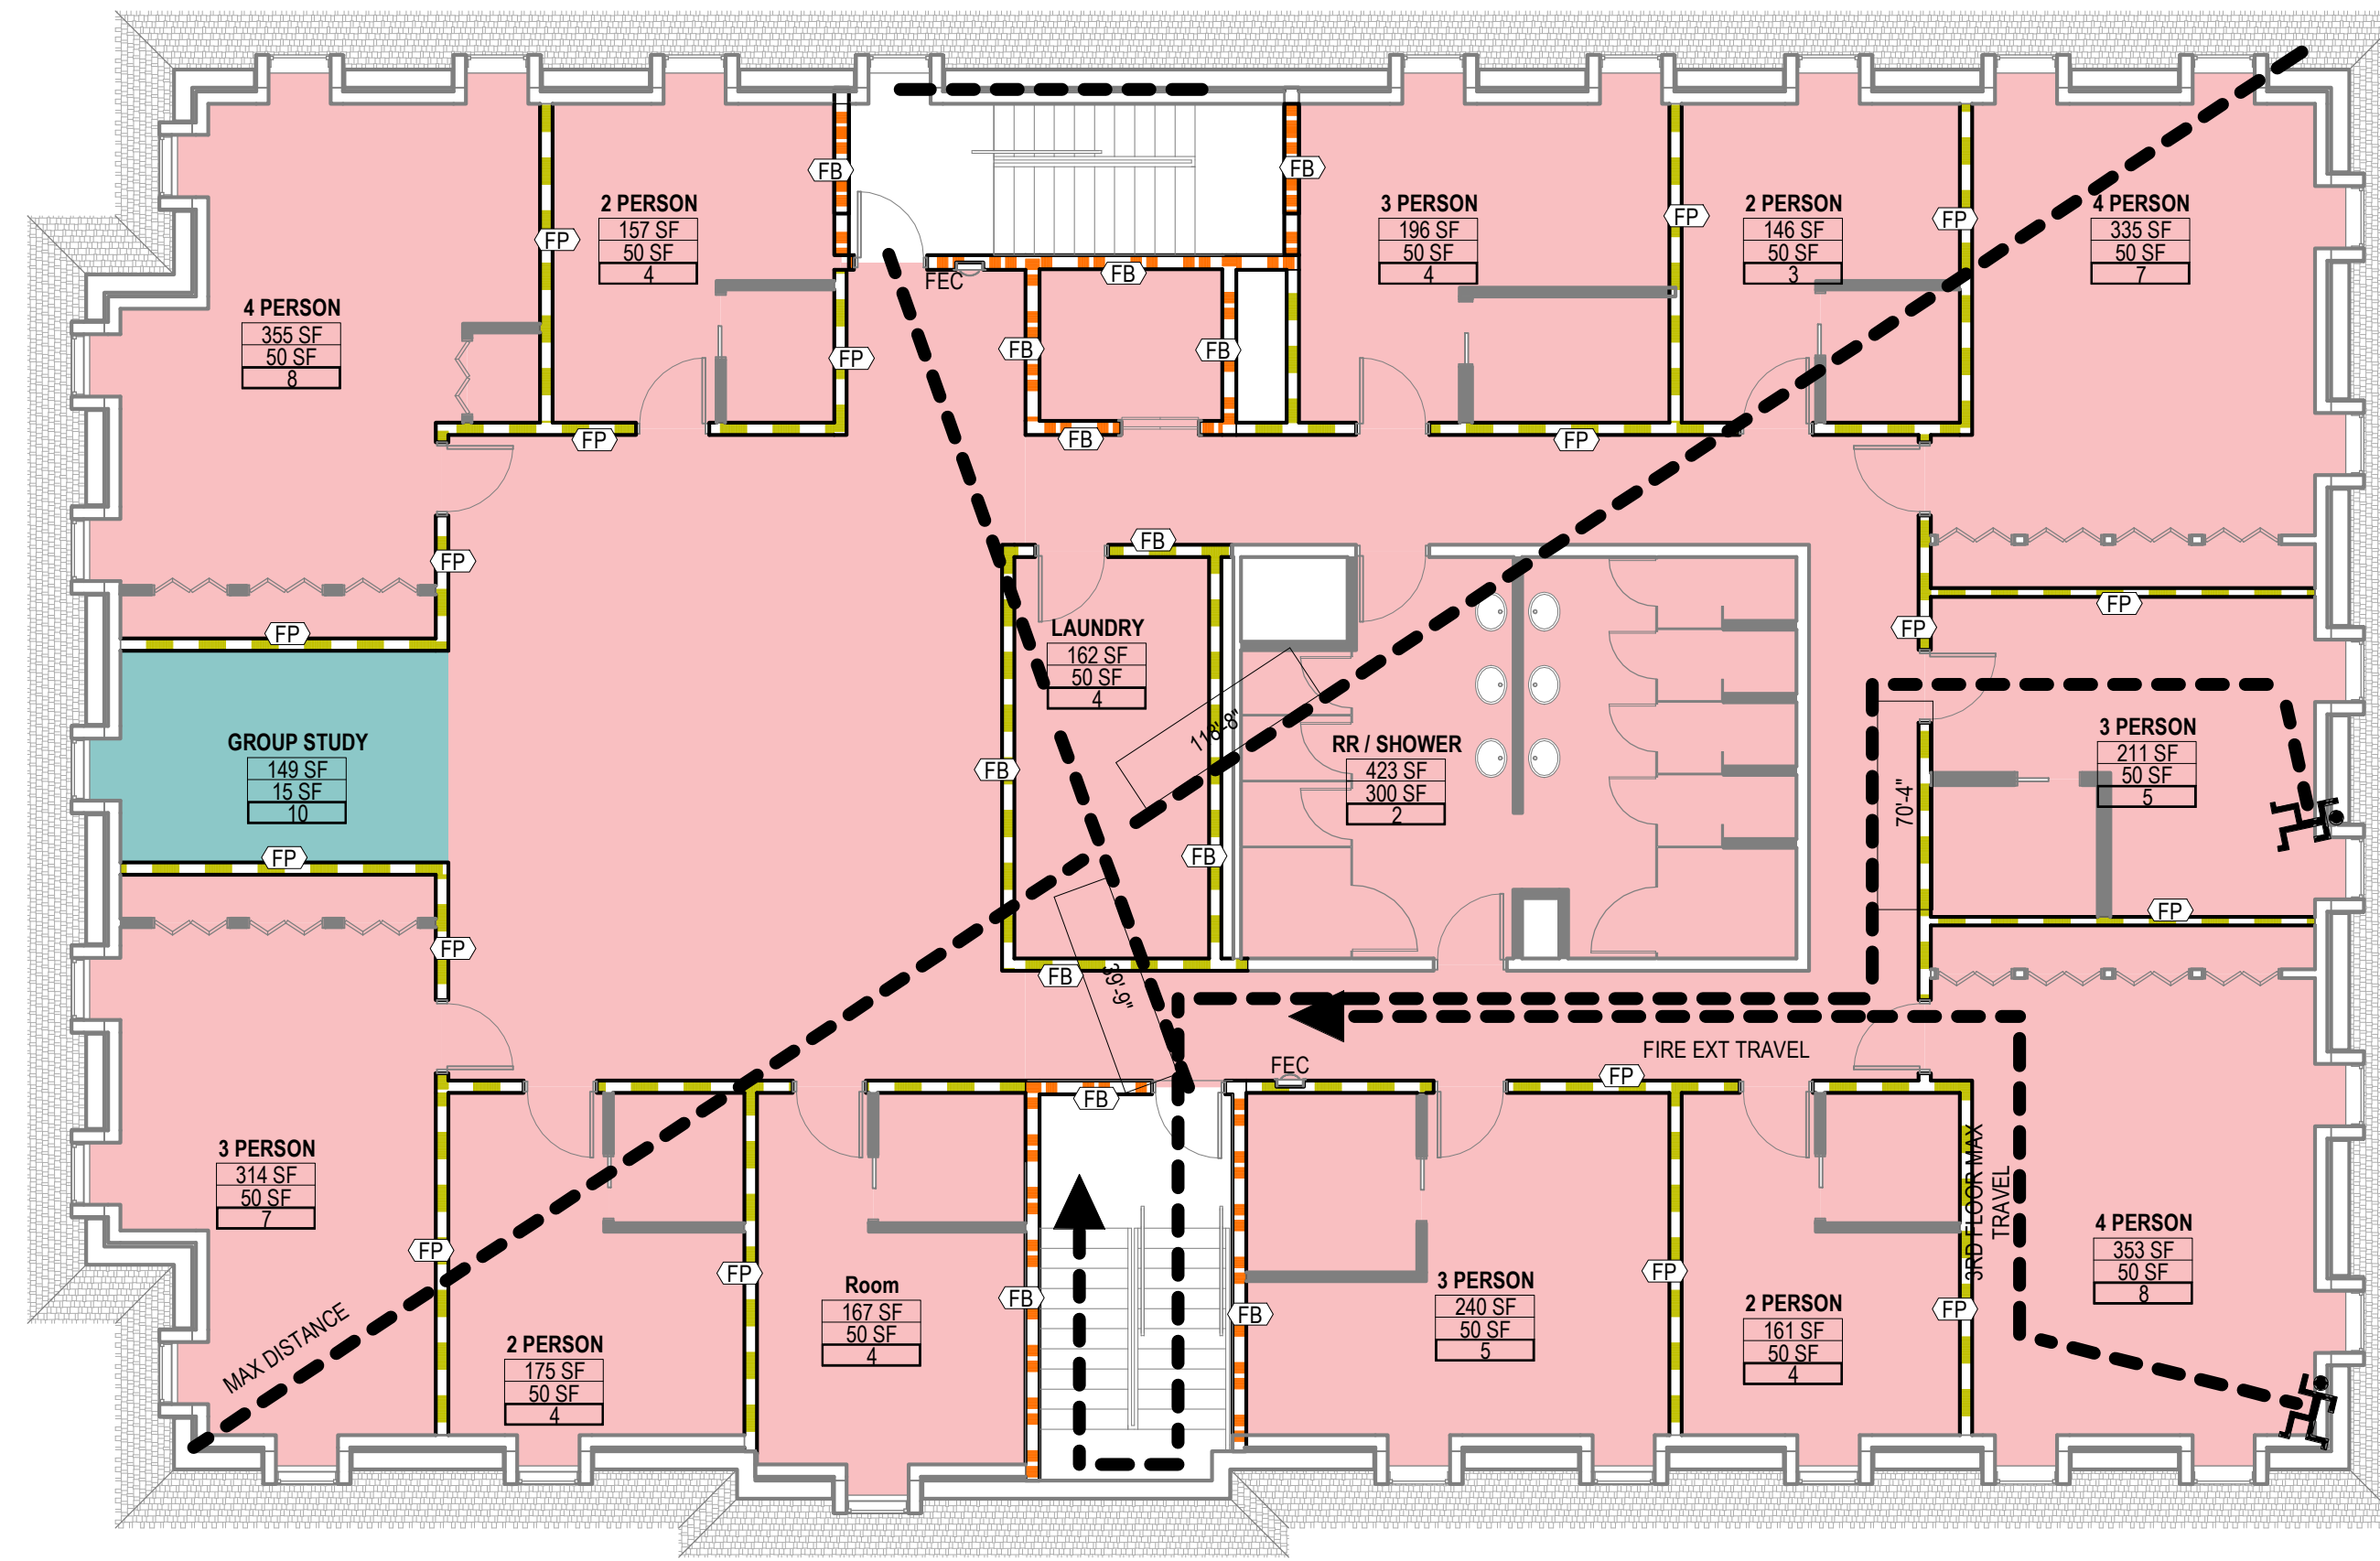 2 PERSON
157 SF
50 SF
4
3 PERSON
196 SF
50 SF
4
2 PERSON
146 SF
50 SF
3
4 PERSON
335 SF
50 SF
7
FB
FB
FP
FP
FP
FEC
FB
4 PERSON
355 SF
50 SF
8
FP
FB
FB
FP
FB
FP
FP
FB
FP
FP
FP
LAUNDRY
162 SF
50 SF
4
GROUP STUDY
149 SF
15 SF
10
118'-8"
RR / SHOWER
423 SF
300 SF
2
3 PERSON
211 SF
50 SF
5
70'-4"
FB
FP
FB
FP
FP
FB
39'-9"
FIRE EXT TRAVEL
FEC
FP
FB
3 PERSON
314 SF
50 SF
7
3RD FLOOR MAX
TRAVEL
4 PERSON
353 SF
50 SF
8
FP
FP
FP
Room
167 SF
50 SF
4
FB
FB
3 PERSON
240 SF
50 SF
5
2 PERSON
161 SF
50 SF
4
FP
MAX DISTANCE
2 PERSON
175 SF
50 SF
4